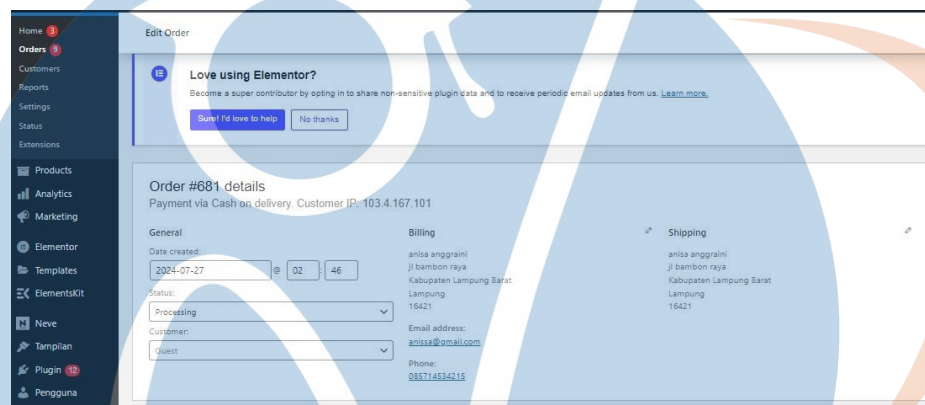 Home 3
Orders 9
Customers
Reports
Settings
Status
Extensions
Products
Analytics
Marketing
Elementor
Templates
ElementsKit
Neve
Tampilan
Plugin 12
Pengguna
Edit Order
Love using Elementor?
Become a super contributor by opting in to share non-sensitive plugin data and to receive periodic email updates from us. Learn more.
Sure! I'd love to help
No thanks
Order #681 details
Payment via Cash on delivery. Customer IP: 103.4.167.101
General
Date created:
2024-07-27 @ 02 : 46
Status:
Processing
Customer:
Guest
Billing
anisa anggraini
jl bambon raya
Kabupaten Lampung Barat
Lampung
16421
Email address:
anissa@gmail.com
Phone:
085714534215
Shipping
anisa anggraini
jl bambon raya
Kabupaten Lampung Barat
Lampung
16421